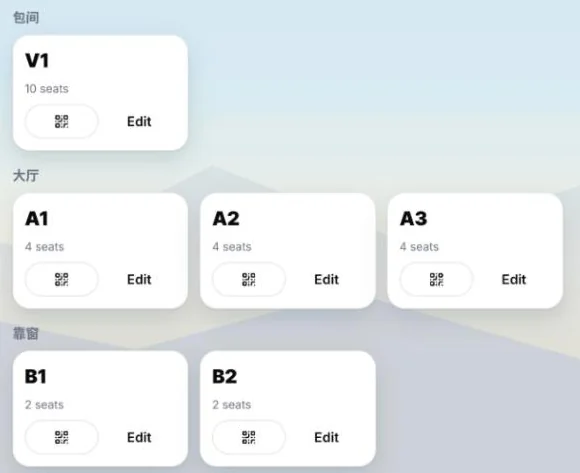 包间
V1
10 seats
Edit
大厅
A1 A2 A3
4 seats 4 seats 4 seats
Edit Edit Edit
靠窗
B1 B2
2 seats 2 seats
Edit Edit